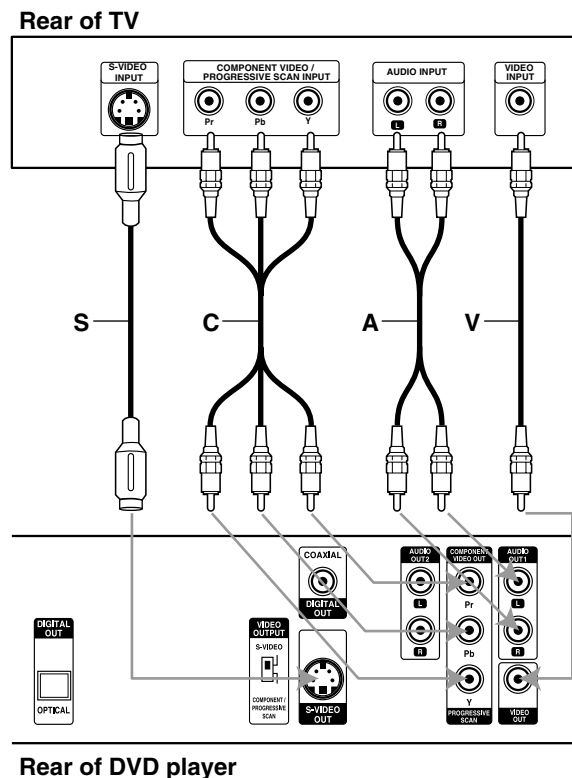 Rear of TV
S-VIDEO
INPUT
COMPONENT VIDEO /
PROGRESSIVE SCAN INPUT
Pr
Pb
Y
AUDIO INPUT
L
R
VIDEO
INPUT
S
C
A
V
DIGITAL
OUT
OPTICAL
VIDEO
OUTPUT
S-VIDEO
COMPONENT /
PROGRESSIVE
SCAN
COAXIAL
DIGITAL
OUT
S-VIDEO
OUT
AUDIO
OUT2
L
R
COMPONENT
VIDEO OUT
Pr
Pb
Y
PROGRESSIVE
SCAN
AUDIO
OUT1
L
R
VIDEO
OUT
Rear of DVD player